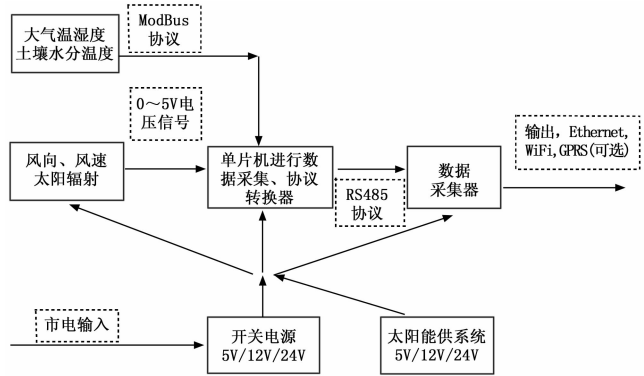 大气温湿度
土壤水分温度
ModBus
协议
0～5V电
压信号
风向、风速
太阳辐射
单片机进行数
据采集、协议
转换器
RS485
协议
数据
采集器
输出，Ethernet,
WiFi,GPRS(可选)
市电输入
开关电源
5V/12V/24V
太阳能供系统
5V/12V/24V